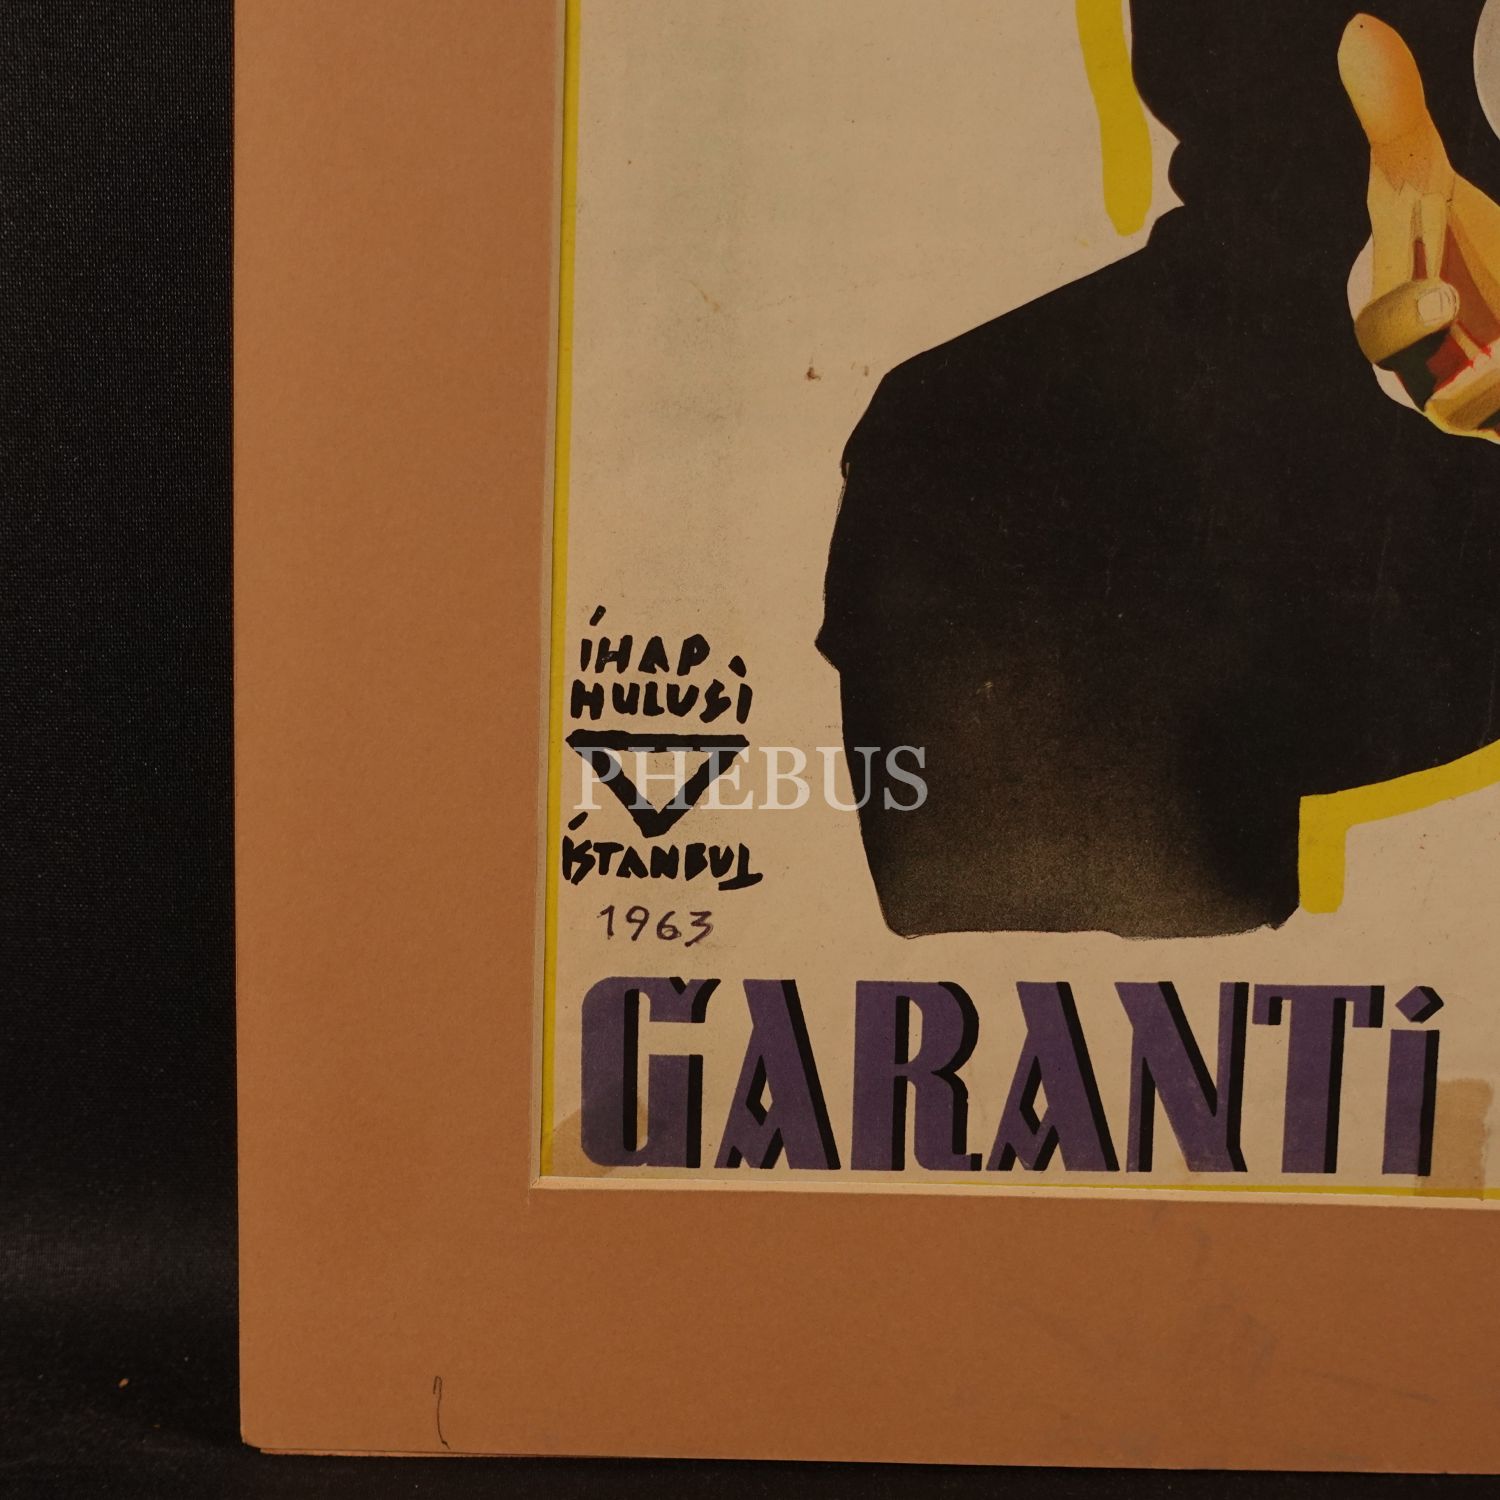 İHAP
HULUSİ
PHEBUS
İSTANBUL
1963
GARANTİ